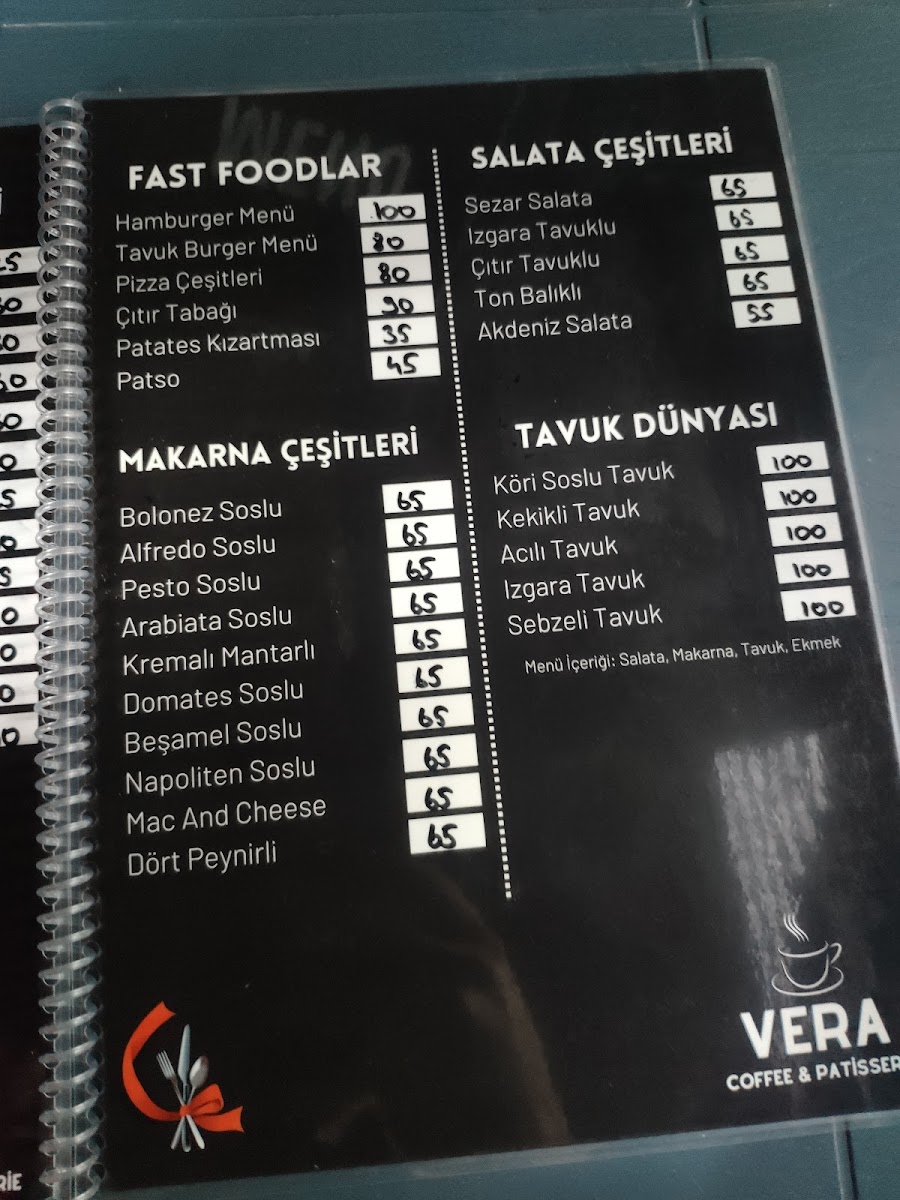 FAST FOODLAR
Hamburger Menü 100
Tavuk Burger Menü 80
Pizza Çeşitleri 80
Çıtır Tabağı 90
Patates Kızartması 35
Patso 45
MAKARNA ÇEŞİTLERİ
Bolonez Soslu 65
Alfredo Soslu 65
Pesto Soslu 65
Arabiata Soslu 65
Kremalı Mantarlı 65
Domates Soslu 65
Beşamel Soslu 65
Napoliten Soslu 65
Mac And Cheese 65
Dört Peynirli 65
SALATA ÇEŞİTLERİ
Sezar Salata 65
Izgara Tavuklu 65
Çıtır Tavuklu 65
Ton Balıklı 65
Akdeniz Salata 55
TAVUK DÜNYASI
Köri Soslu Tavuk 100
Kekikli Tavuk 100
Acılı Tavuk 100
Izgara Tavuk 100
Sebzeli Tavuk 100
Menü İçeriği: Salata, Makarna, Tavuk, Ekmek
VERA
COFFEE & PATİSSER
RİE